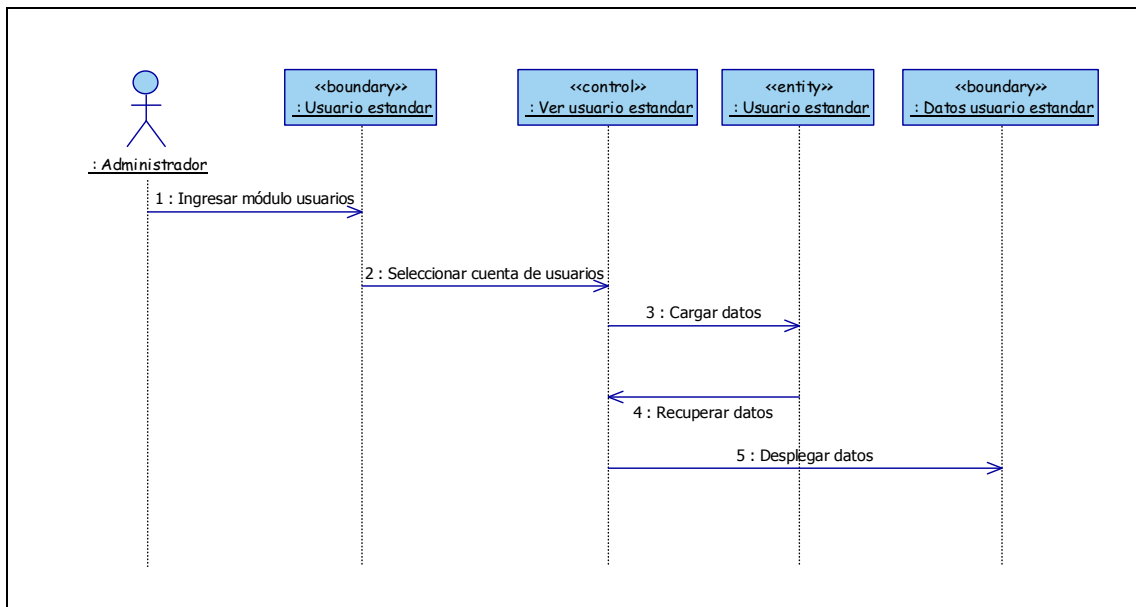 <<boundary>>
: Usuario estandar
<<control>>
: Ver usuario estandar
<<entity>>
: Usuario estandar
<<boundary>>
: Datos usuario estandar
: Administrador
1 : Ingresar módulo usuarios
2 : Seleccionar cuenta de usuarios
3 : Cargar datos
4 : Recuperar datos
5 : Desplegar datos